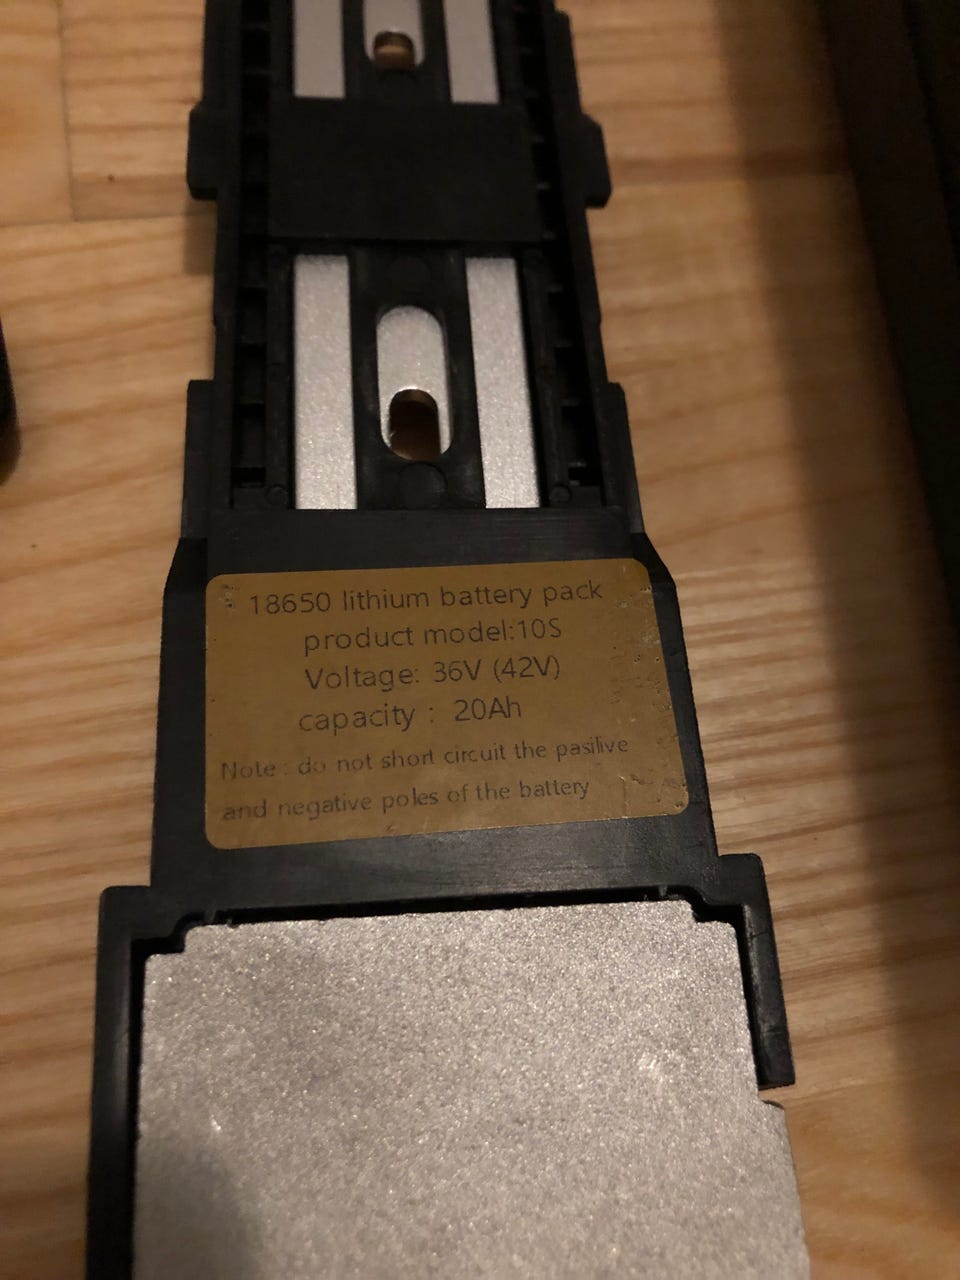 18650 lithium battery pack
product model:10S
Voltage: 36V (42V)
capacity : 20Ah
Note : do not short circuit the pasilive
and negative poles of the battery